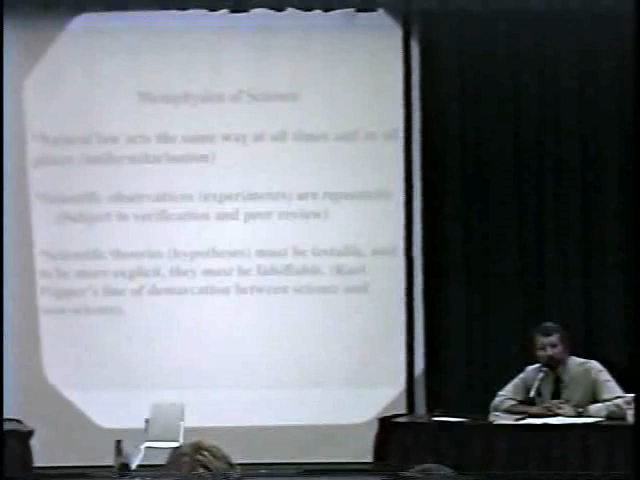 Metaphysics of Science
*Natural law acts the same way at all times and in all
places (uniformitarianism)
*Scientific observations (experiments) are repeatable
(subject to verification and peer review)
*Scientific theories (hypotheses) must be testable, and
to be more explicit, they must be falsifiable. (Karl
Popper's line of demarcation between science and
non-science.